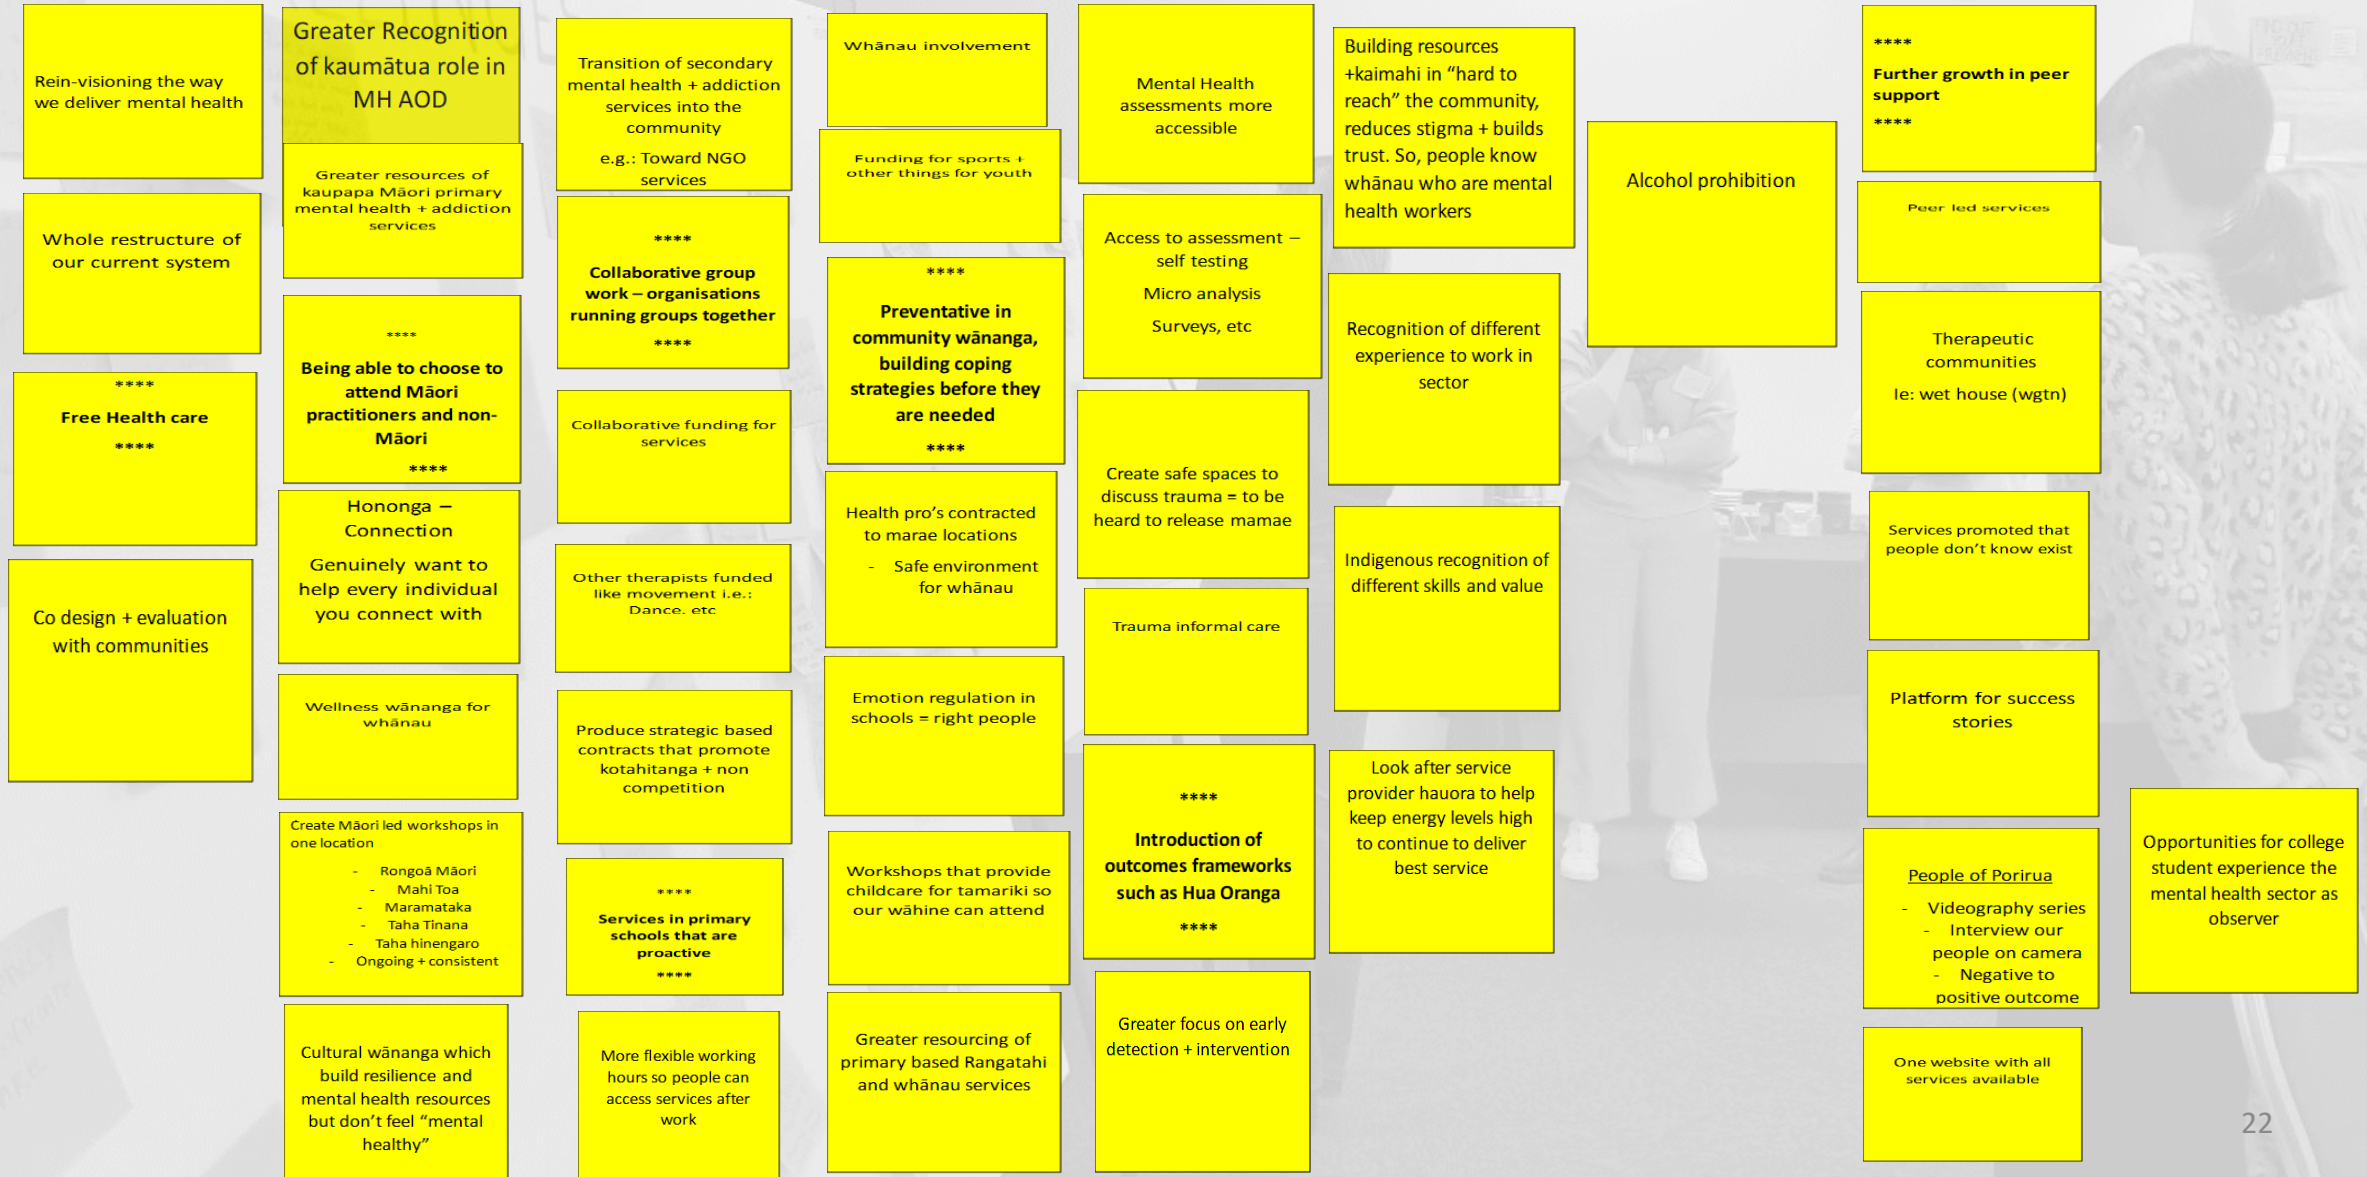 Rein-visioning the way
we deliver mental health
Whole restructure of
our current system
****
Free Health care
****
Co design + evaluation
with communities
Greater Recognition
of kaumātua role in
MH AOD
Greater resources of
kaupapa Māori primary
mental health + addiction
services
****
Being able to choose to
attend Māori
practitioners and non-
Māori
****
Hononga –
Connection
Genuinely want to
help every individual
you connect with
Wellness wānanga for
whānau
Create Māori led workshops in
one location
- Rongoā Māori
- Mahi Toa
- Maramataka
- Taha Tinana
- Taha hinengaro
- Ongoing + consistent
Cultural wānanga which
build resilience and
mental health resources
but don’t feel “mental
healthy”
Transition of secondary
mental health + addiction
services into the
community
e.g.: Toward NGO
services
****
Collaborative group
work – organisations
running groups together
****
Collaborative funding for
services
Other therapists funded
like movement i.e.:
Dance. etc
Produce strategic based
contracts that promote
kotahitanga + non
competition
****
Services in primary
schools that are
proactive
****
More flexible working
hours so people can
access services after
work
Whānau involvement
Funding for sports +
other things for youth
****
Preventative in
community wānanga,
building coping
strategies before they
are needed
****
Health pro’s contracted
to marae locations
- Safe environment
for whānau
Emotion regulation in
schools = right people
Workshops that provide
childcare for tamariki so
our wāhine can attend
Greater resourcing of
primary based Rangatahi
and whānau services
Mental Health
assessments more
accessible
Access to assessment –
self testing
Micro analysis
Surveys, etc
Create safe spaces to
discuss trauma = to be
heard to release mamae
Trauma informal care
****
Introduction of
outcomes frameworks
such as Hua Oranga
****
Greater focus on early
detection + intervention
Building resources
+kaimahi in “hard to
reach” the community,
reduces stigma + builds
trust. So, people know
whānau who are mental
health workers
Recognition of different
experience to work in
sector
Indigenous recognition of
different skills and value
Look after service
provider hauora to help
keep energy levels high
to continue to deliver
best service
Alcohol prohibition
****
Further growth in peer
support
****
Peer led services
Therapeutic
communities
Ie: wet house (wgtn)
Services promoted that
people don’t know exist
Platform for success
stories
People of Porirua
- Videography series
- Interview our
people on camera
- Negative to
positive outcome
One website with all
services available
Opportunities for college
student experience the
mental health sector as
observer
22